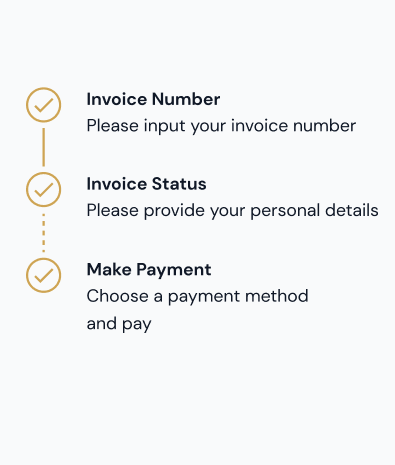 Invoice Number
Please input your invoice number
Invoice Status
Please provide your personal details
Make Payment
Choose a payment method
and pay